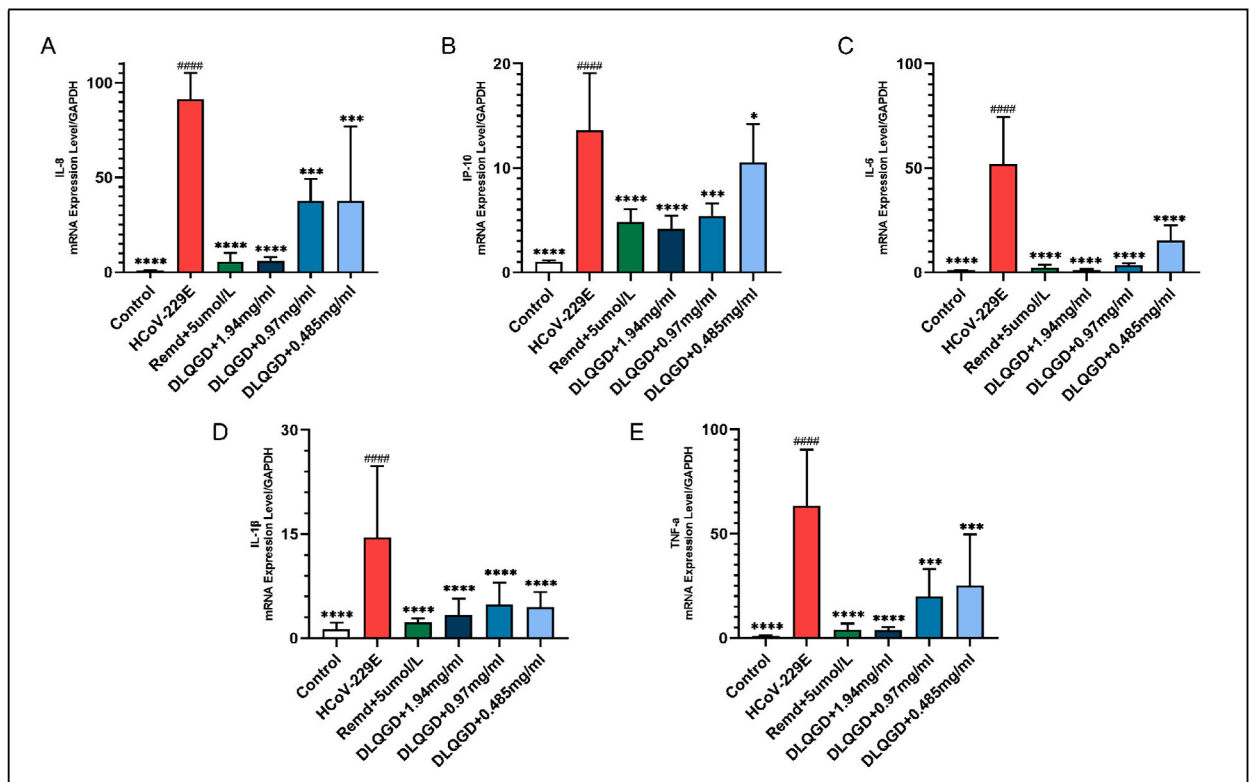 A
IL-8
mRNA Expression Level/GAPDH
100
50
0
****
####
****
****
***
***
Control
HCoV-229E
Remd+5umol/L
DLQGD+1.94mg/ml
DLQGD+0.97mg/ml
DLQGD+0.485mg/ml
B
IP-10
mRNA Expression Level/GAPDH
20
10
0
****
####
****
****
***
*
Control
HCoV-229E
Remd+5umol/L
DLQGD+1.94mg/ml
DLQGD+0.97mg/ml
DLQGD+0.485mg/ml
C
IL-6
mRNA Expression Level/GAPDH
100
50
0
****
####
****
****
****
****
Control
HCoV-229E
Remd+5umol/L
DLQGD+1.94mg/ml
DLQGD+0.97mg/ml
DLQGD+0.485mg/ml
D
IL-1β
mRNA Expression Level/GAPDH
30
15
0
****
####
****
****
****
****
Control
HCoV-229E
Remd+5umol/L
DLQGD+1.94mg/ml
DLQGD+0.97mg/ml
DLQGD+0.485mg/ml
E
TNF-a
mRNA Expression Level/GAPDH
100
50
0
****
####
****
****
***
***
Control
HCoV-229E
Remd+5umol/L
DLQGD+1.94mg/ml
DLQGD+0.97mg/ml
DLQGD+0.485mg/ml